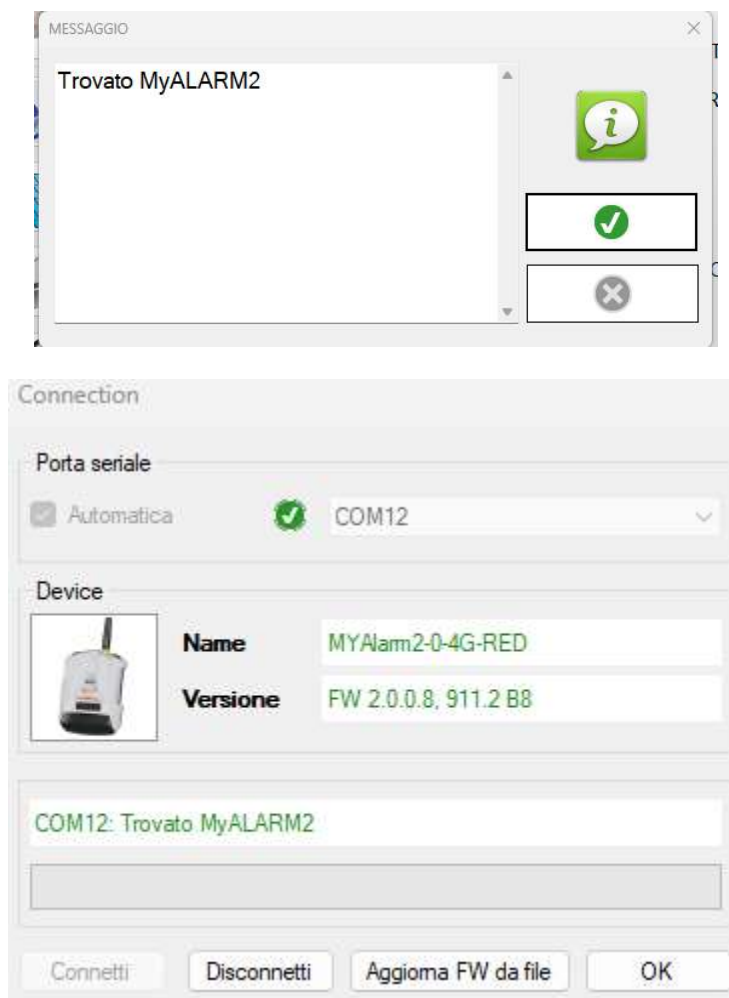 MESSAGGIO
Trovato MyALARM2
Connection
Porta seriale
Automatica COM12
Device
Name MYAlarm2-0-4G-RED
Versione FW 2.0.0.8, 911.2 B8
COM12: Trovato MyALARM2
Connetti Disconnetti Aggiorna FW da file OK